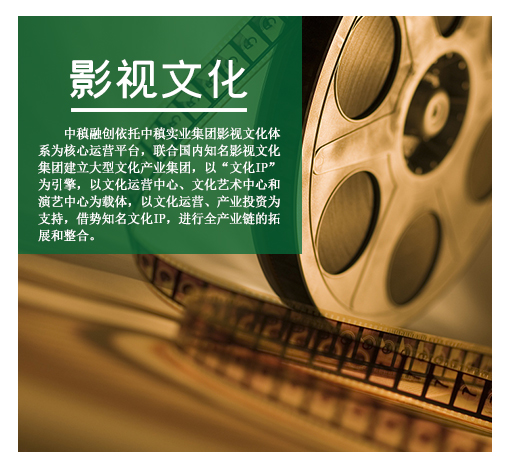 影视文化
中稹融创依托中稹实业集团影视文化体
系为核心运营平台，联合国内知名影视文化
集团建立大型文化产业集团，以“文化IP”
为引擎，以文化运营中心、文化艺术中心和
演艺中心为载体，以文化运营、产业投资为
支持，借势知名文化IP，进行全产业链的拓
展和整合。